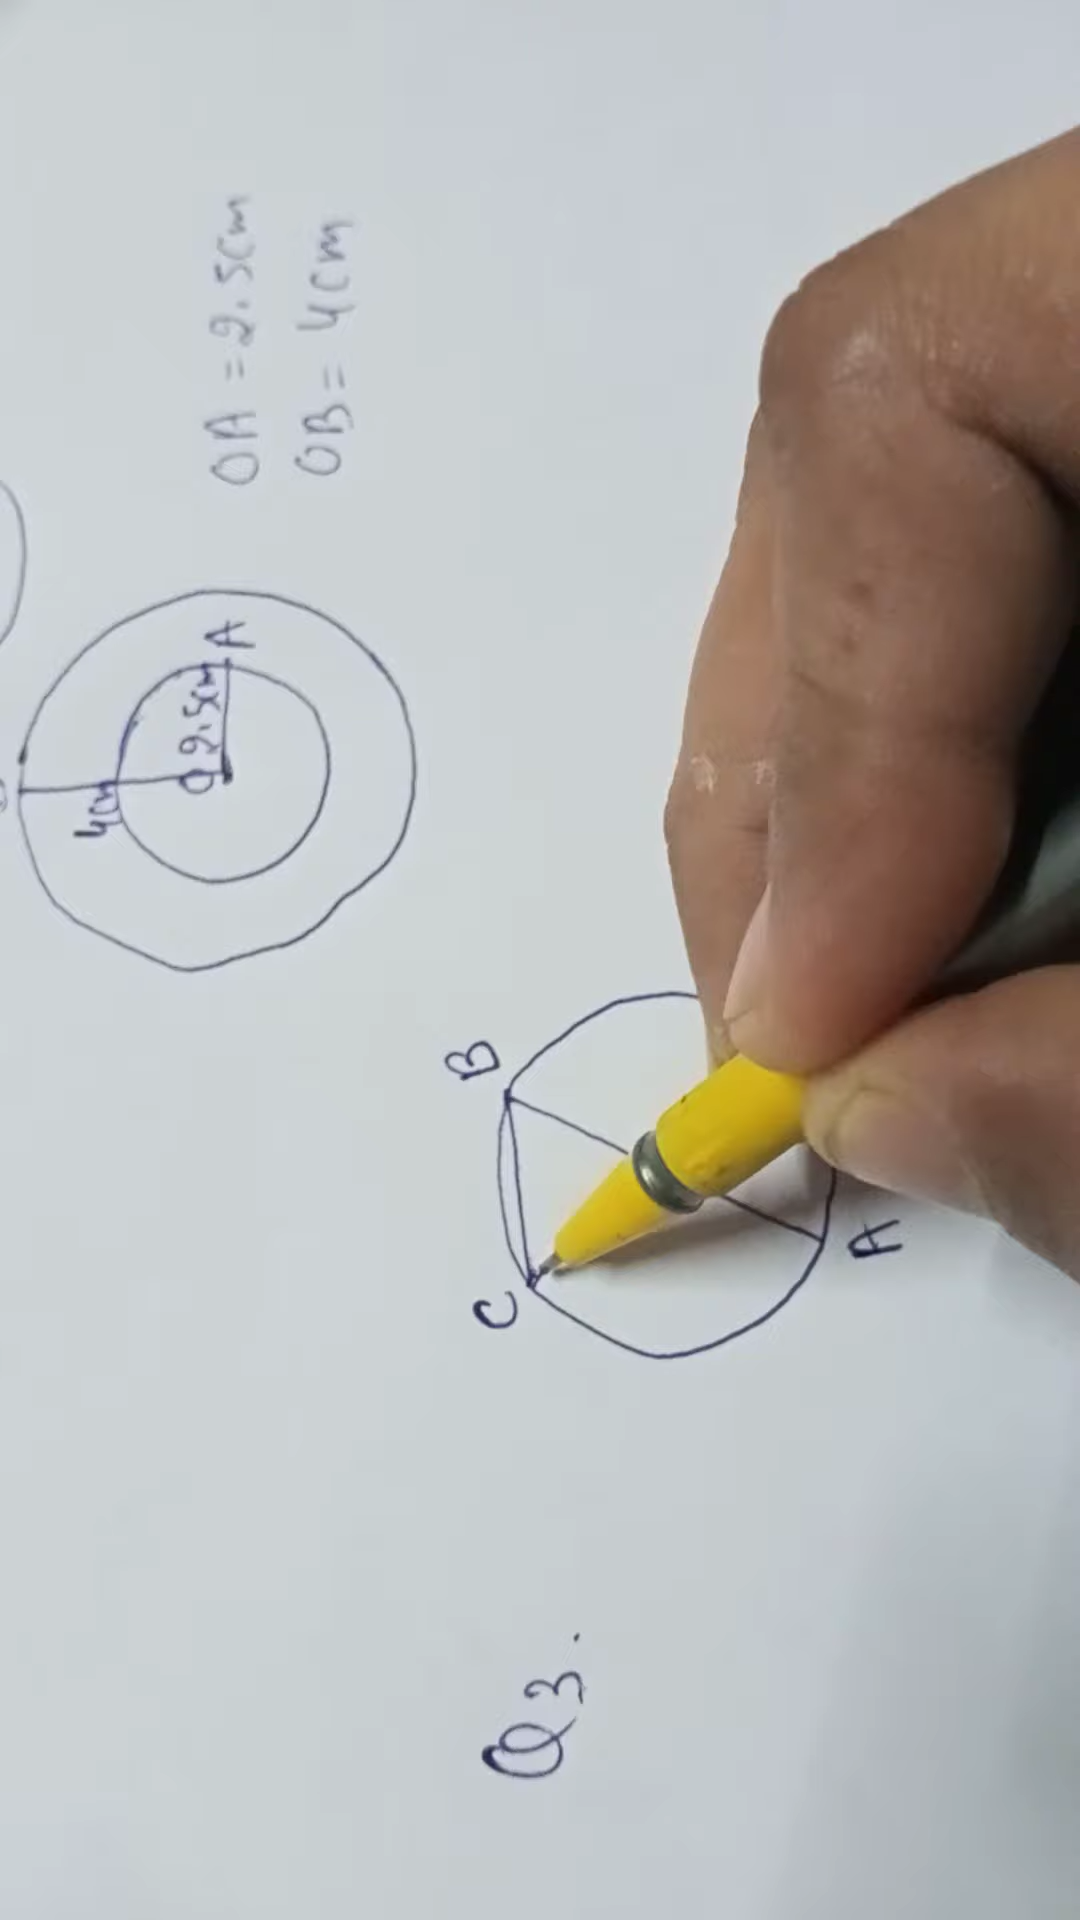 OA = 2.5cm
OB = 4cm
A
2.5cm
O
4cm
Q3.
B
C
A